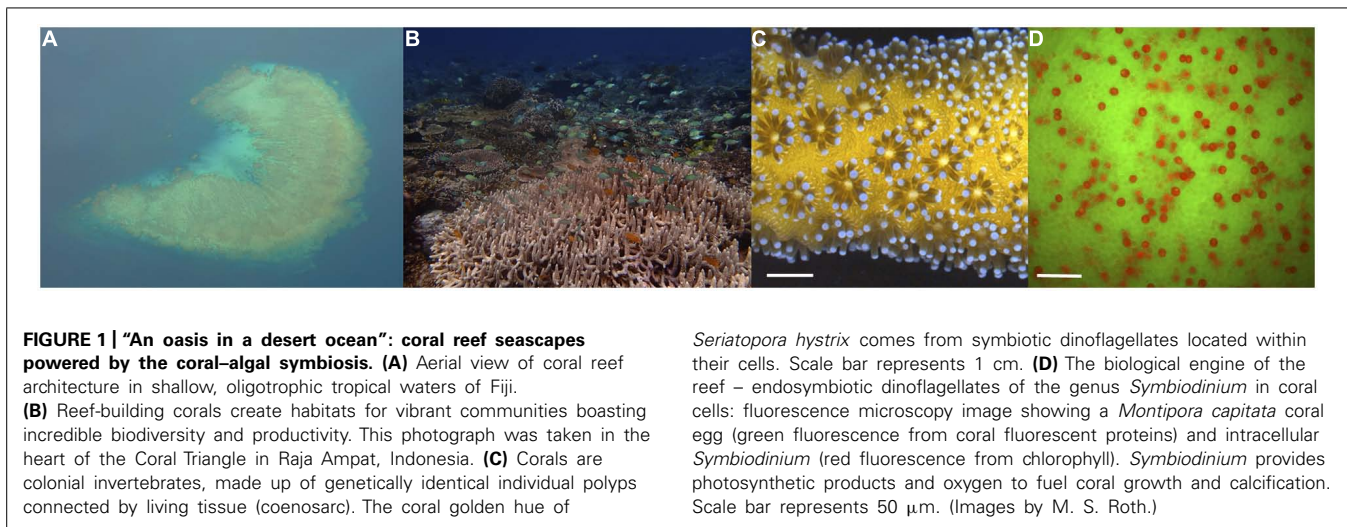 A
B
C
D
FIGURE 1 | "An oasis in a desert ocean": coral reef seascapes
powered by the coral–algal symbiosis. (A) Aerial view of coral reef
architecture in shallow, oligotrophic tropical waters of Fiji.
(B) Reef-building corals create habitats for vibrant communities boasting
incredible biodiversity and productivity. This photograph was taken in the
heart of the Coral Triangle in Raja Ampat, Indonesia. (C) Corals are
colonial invertebrates, made up of genetically identical individual polyps
connected by living tissue (coenosarc). The coral golden hue of
Seriatopora hystrix comes from symbiotic dinoflagellates located within
their cells. Scale bar represents 1 cm. (D) The biological engine of the
reef – endosymbiotic dinoflagellates of the genus Symbiodinium in coral
cells: fluorescence microscopy image showing a Montipora capitata coral
egg (green fluorescence from coral fluorescent proteins) and intracellular
Symbiodinium (red fluorescence from chlorophyll). Symbiodinium provides
photosynthetic products and oxygen to fuel coral growth and calcification.
Scale bar represents 50 μm. (Images by M. S. Roth.)